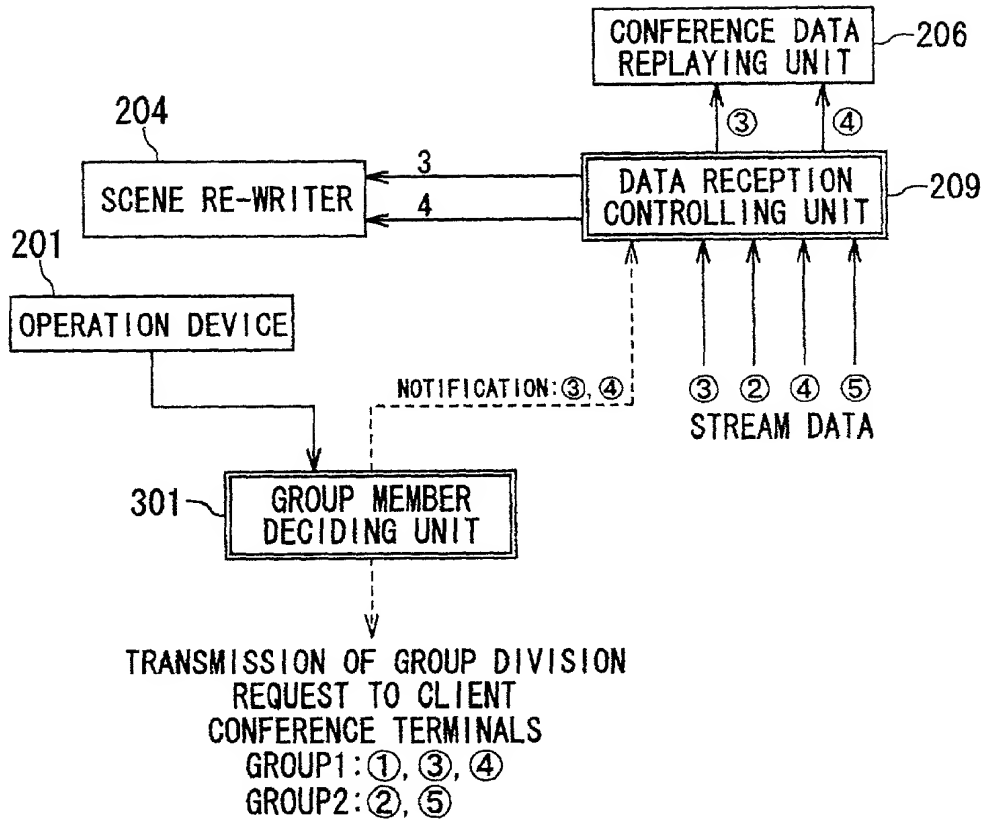 CONFERENCE DATA
REPLAYING UNIT
206
③
④
204
SCENE RE-WRITER
3
4
DATA RECEPTION
CONTROLLING UNIT
209
201
OPERATION DEVICE
NOTIFICATION:③, ④
③ ② ④ ⑤
STREAM DATA
301
GROUP MEMBER
DECIDING UNIT
TRANSMISSION OF GROUP DIVISION
REQUEST TO CLIENT
CONFERENCE TERMINALS
GROUP1:①, ③, ④
GROUP2:②, ⑤